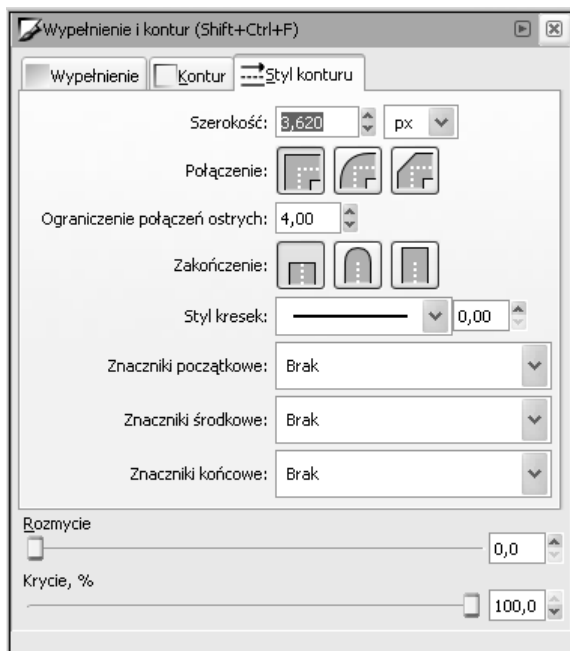 Wypełnienie i kontur (Shift+Ctrl+F)
Wypełnienie Kontur Styl konturu
Szerokość: 3,620 px
Połączenie:
Ograniczenie połączeń ostrych: 4,00
Zakończenie:
Styl kresek: 0,00
Znaczniki początkowe: Brak
Znaczniki środkowe: Brak
Znaczniki końcowe: Brak
Rozmycie
0,0
Krycie, %
100,0